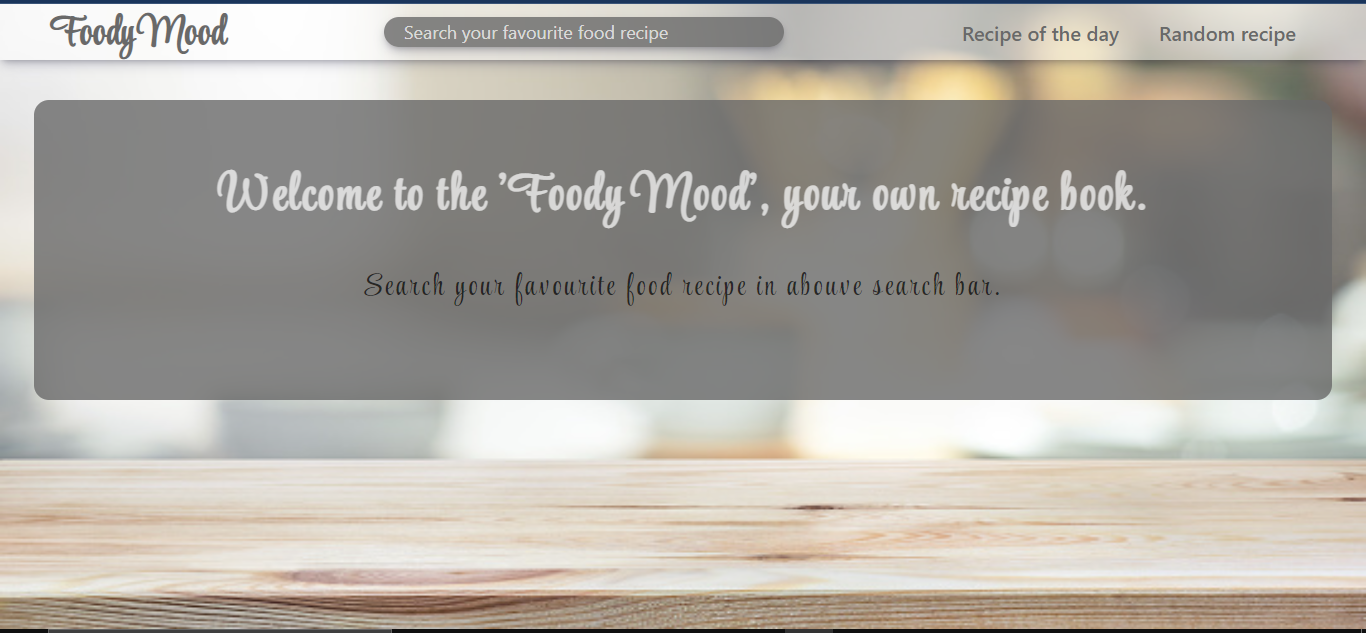 FoodyMood
Search your favourite food recipe
Recipe of the day
Random recipe
Welcome to the 'FoodyMood', your own recipe book.
Search your favourite food recipe in abouve search bar.